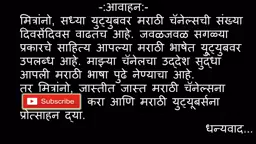 -:आवाहन:-
मित्रांनो, सध्या युट्युबवर मराठी चॅनेल्सची संख्या
दिवसेंदिवस वाढतच आहे. जवळजवळ सगळ्या
प्रकारचे साहित्य आपल्या मराठी भाषेत युट्युबवर
उपलब्ध आहे. माझ्या चॅनेलचा उद्देश सुद्धा
आपली मराठी भाषा पुढे नेण्याचा आहे.
तर मित्रांनो, जास्तीत जास्त मराठी चॅनेल्सना
Subscribe करा आणि मराठी युट्यूबर्सना
प्रोत्साहन द्या.
धन्यवाद...